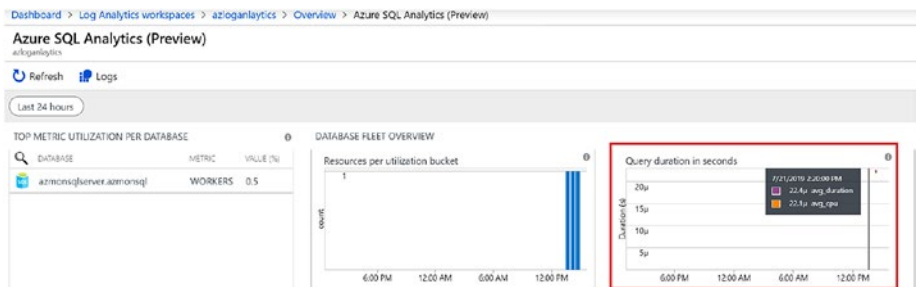 Dashboard > Log Analytics workspaces > azloganlaytics > Overview > Azure SQL Analytics (Preview)
Azure SQL Analytics (Preview)
azloganlaytics
Refresh Logs
Last 24 hours
TOP METRIC UTILIZATION PER DATABASE
DATABASE METRIC VALUE (%)
azmonsqlserver.azmonsql WORKERS 0.5
DATABASE FLEET OVERVIEW
Resources per utilization bucket
1
count
6:00 PM 12:00 AM 6:00 AM 12:00 PM
Query duration in seconds
7/21/2019 2:20:00 PM
22.4µ avg_duration
22.1µ avg_cpu
20µ
15µ
10µ
5µ
Duration (s)
6:00 PM 12:00 AM 6:00 AM 12:00 PM